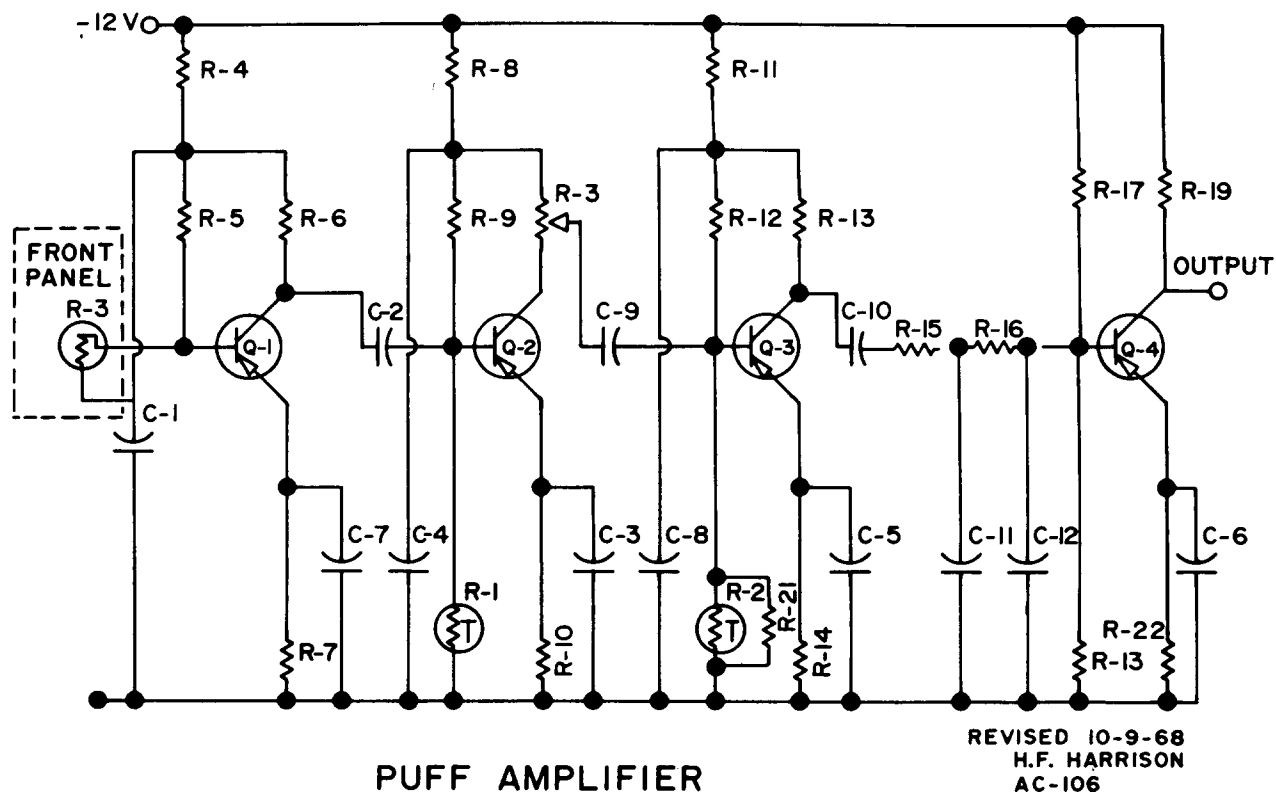 -12 V
R-4
R-8
R-11
R-5
R-6
R-9
R-3
R-12
R-13
R-17
R-19
FRONT
PANEL
R-3
OUTPUT
C-2
C-9
C-10
R-15
R-16
Q-1
Q-2
Q-3
Q-4
C-1
C-7
C-4
C-3
C-8
C-5
C-11
C-12
C-6
R-1
T
R-2
T
R-21
R-7
R-10
R-14
R-22
R-13
REVISED 10-9-68
H.F. HARRISON
AC-106
PUFF AMPLIFIER